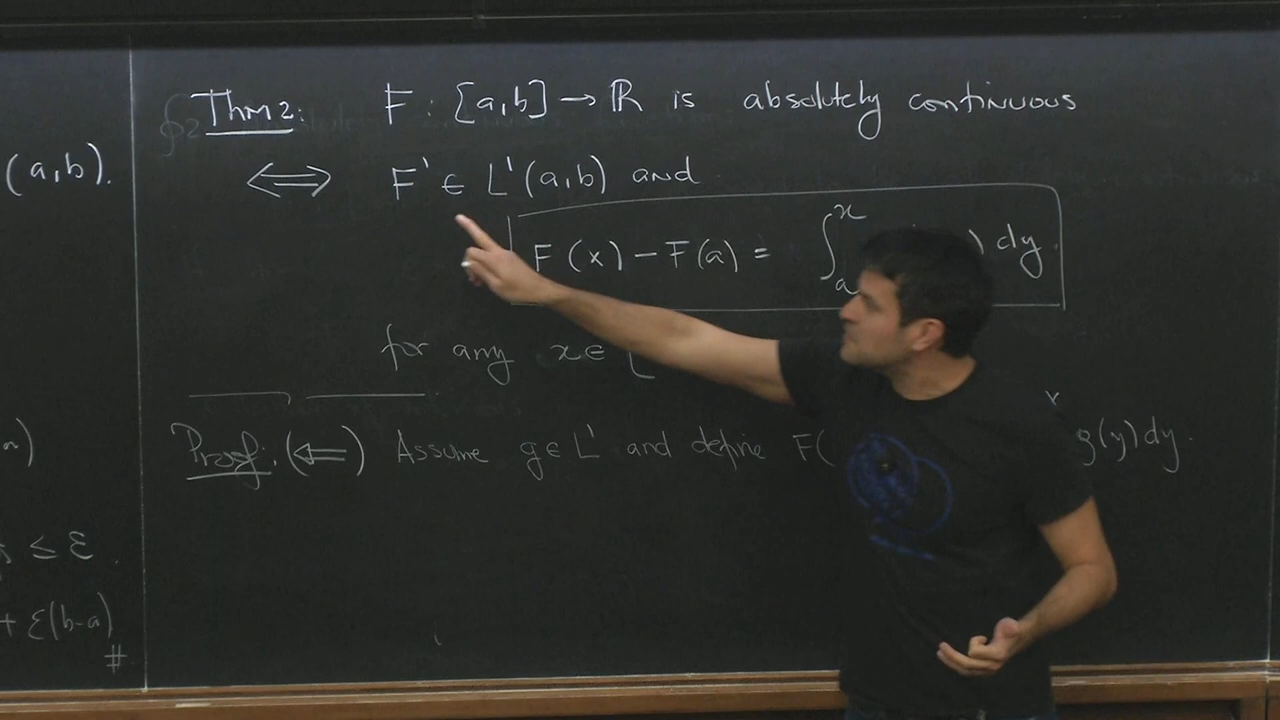 (a,b).
Thm 2: F : [a,b] → ℝ is absolutely continuous
⟺ F' ∈ L¹(a,b) and
F(x) − F(a) = ∫ₐˣ ) dy
for any x ∈ [
Proof: (⟸) Assume g ∈ L¹ and define F( g(y) dy.
≤ ε.
+ ε(b-a)
#